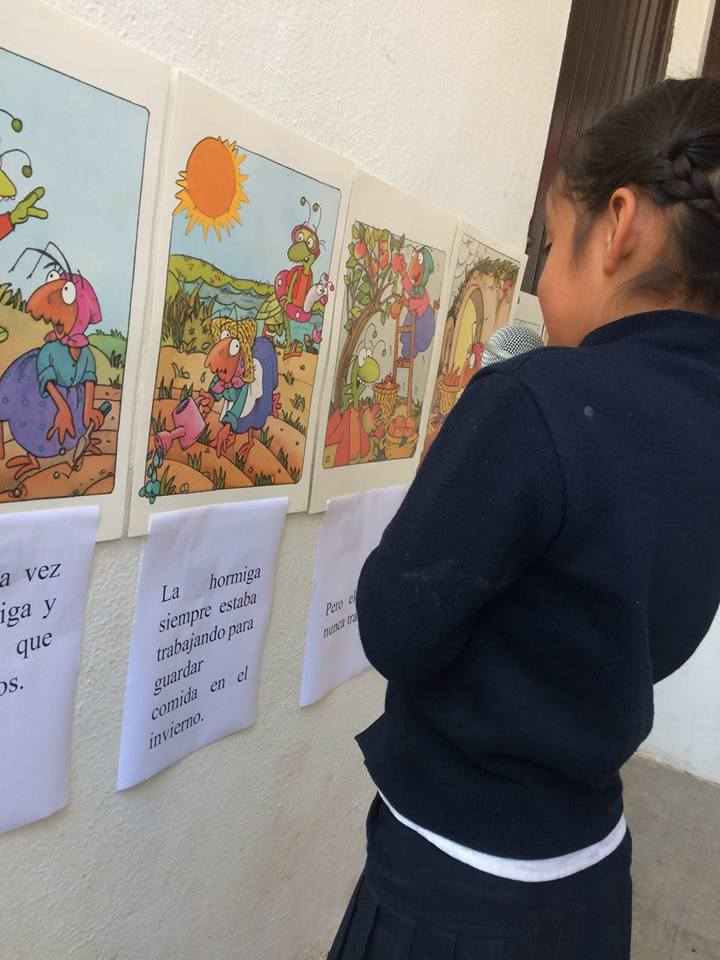 a vez
iga y
que
os.
La hormiga
siempre estaba
trabajando para
guardar
comida en el
invierno.
Pero el
nunca tra